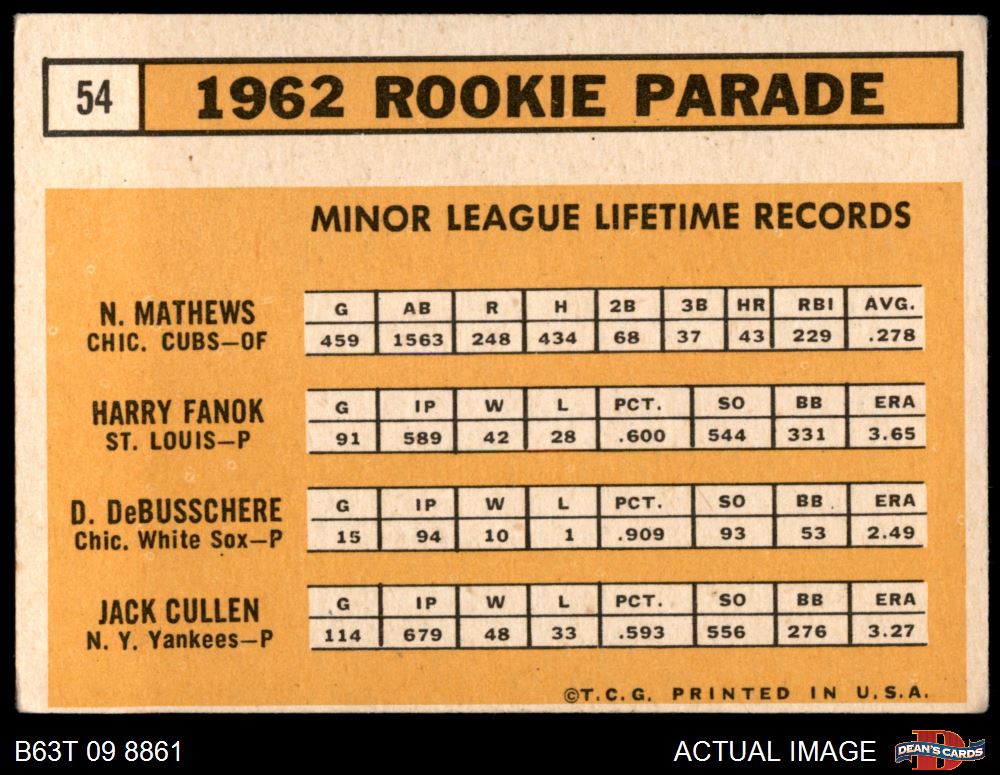 54 1962 ROOKIE PARADE
MINOR LEAGUE LIFETIME RECORDS
N. MATHEWS
CHIC. CUBS—OF
G AB R H 2B 3B HR RBI AVG.
459 1563 248 434 68 37 43 229 .278
HARRY FANOK
ST. LOUIS—P
G IP W L PCT. SO BB ERA
91 589 42 28 .600 544 331 3.65
D. DeBUSSCHERE
Chic. White Sox—P
G IP W L PCT. SO BB ERA
15 94 10 1 .909 93 53 2.49
JACK CULLEN
N. Y. Yankees—P
G IP W L PCT. SO BB ERA
114 679 48 33 .593 556 276 3.27
©T.C.G. PRINTED IN U.S.A.
B63T 09 8861
ACTUAL IMAGE
DEAN'S CARDS